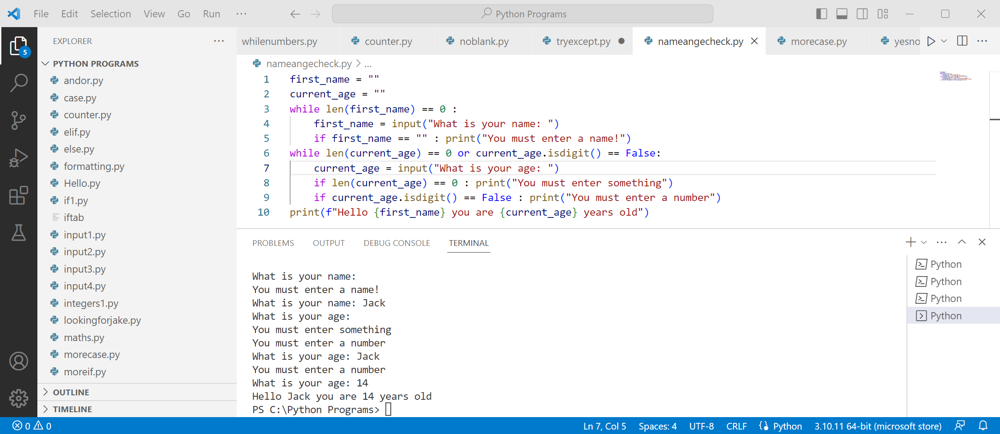 File Edit Selection View Go Run ···
Python Programs
EXPLORER ···
whilenumbers.py counter.py noblank.py tryexcept.py nameangecheck.py morecase.py yesno
5
PYTHON PROGRAMS
andor.py
case.py
counter.py
elif.py
else.py
formatting.py
Hello.py
if1.py
iftab
input1.py
input2.py
input3.py
input4.py
integers1.py
lookingforjake.py
maths.py
morecase.py
moreif.py
OUTLINE
TIMELINE
nameangecheck.py > ...
1 first_name = ""
2 current_age = ""
3 while len(first_name) == 0 :
4 first_name = input("What is your name: ")
5 if first_name == "" : print("You must enter a name!")
6 while len(current_age) == 0 or current_age.isdigit() == False:
7 current_age = input("What is your age: ")
8 if len(current_age) == 0 : print("You must enter something")
9 if current_age.isdigit() == False : print("You must enter a number")
10 print(f"Hello {first_name} you are {current_age} years old")
PROBLEMS OUTPUT DEBUG CONSOLE TERMINAL
What is your name:
You must enter a name!
What is your name: Jack
What is your age:
You must enter something
You must enter a number
What is your age: Jack
You must enter a number
What is your age: 14
Hello Jack you are 14 years old
PS C:\Python Programs>
Python
Python
Python
Python
0 0 Ln 7, Col 5 Spaces: 4 UTF-8 CRLF Python 3.10.11 64-bit (microsoft store)